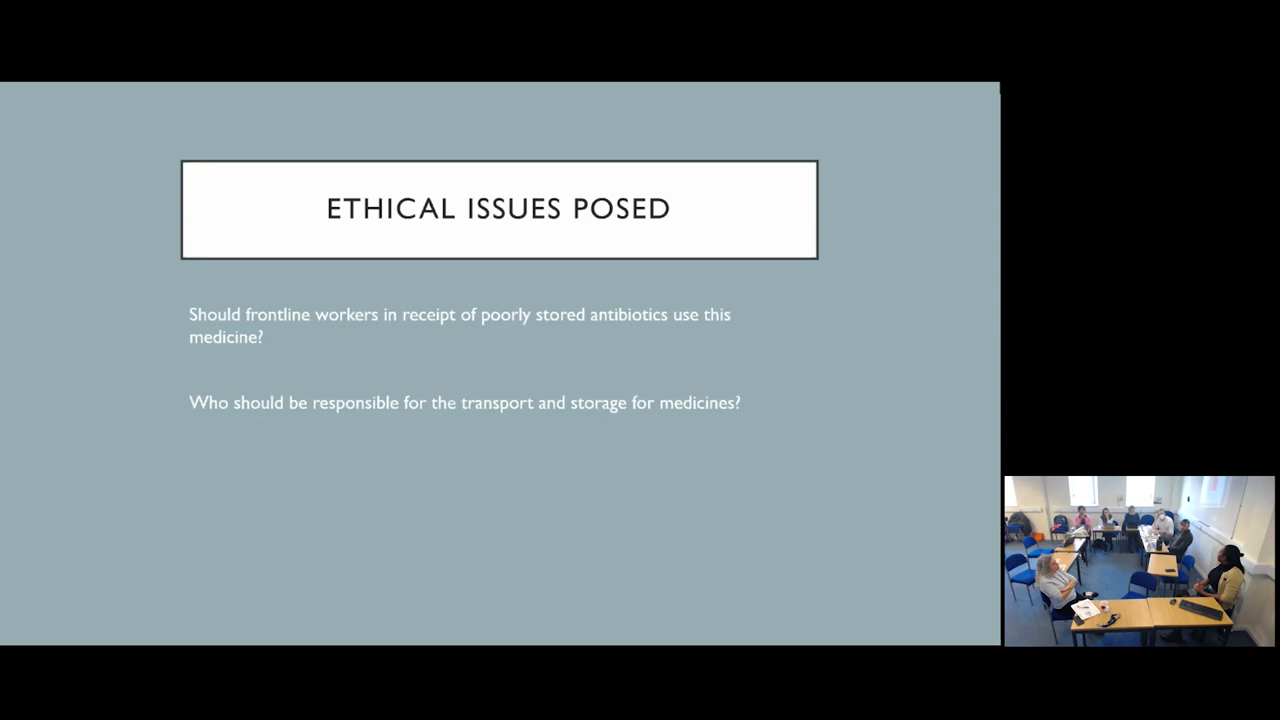 ETHICAL ISSUES POSED
Should frontline workers in receipt of poorly stored antibiotics use this
medicine?
Who should be responsible for the transport and storage for medicines?